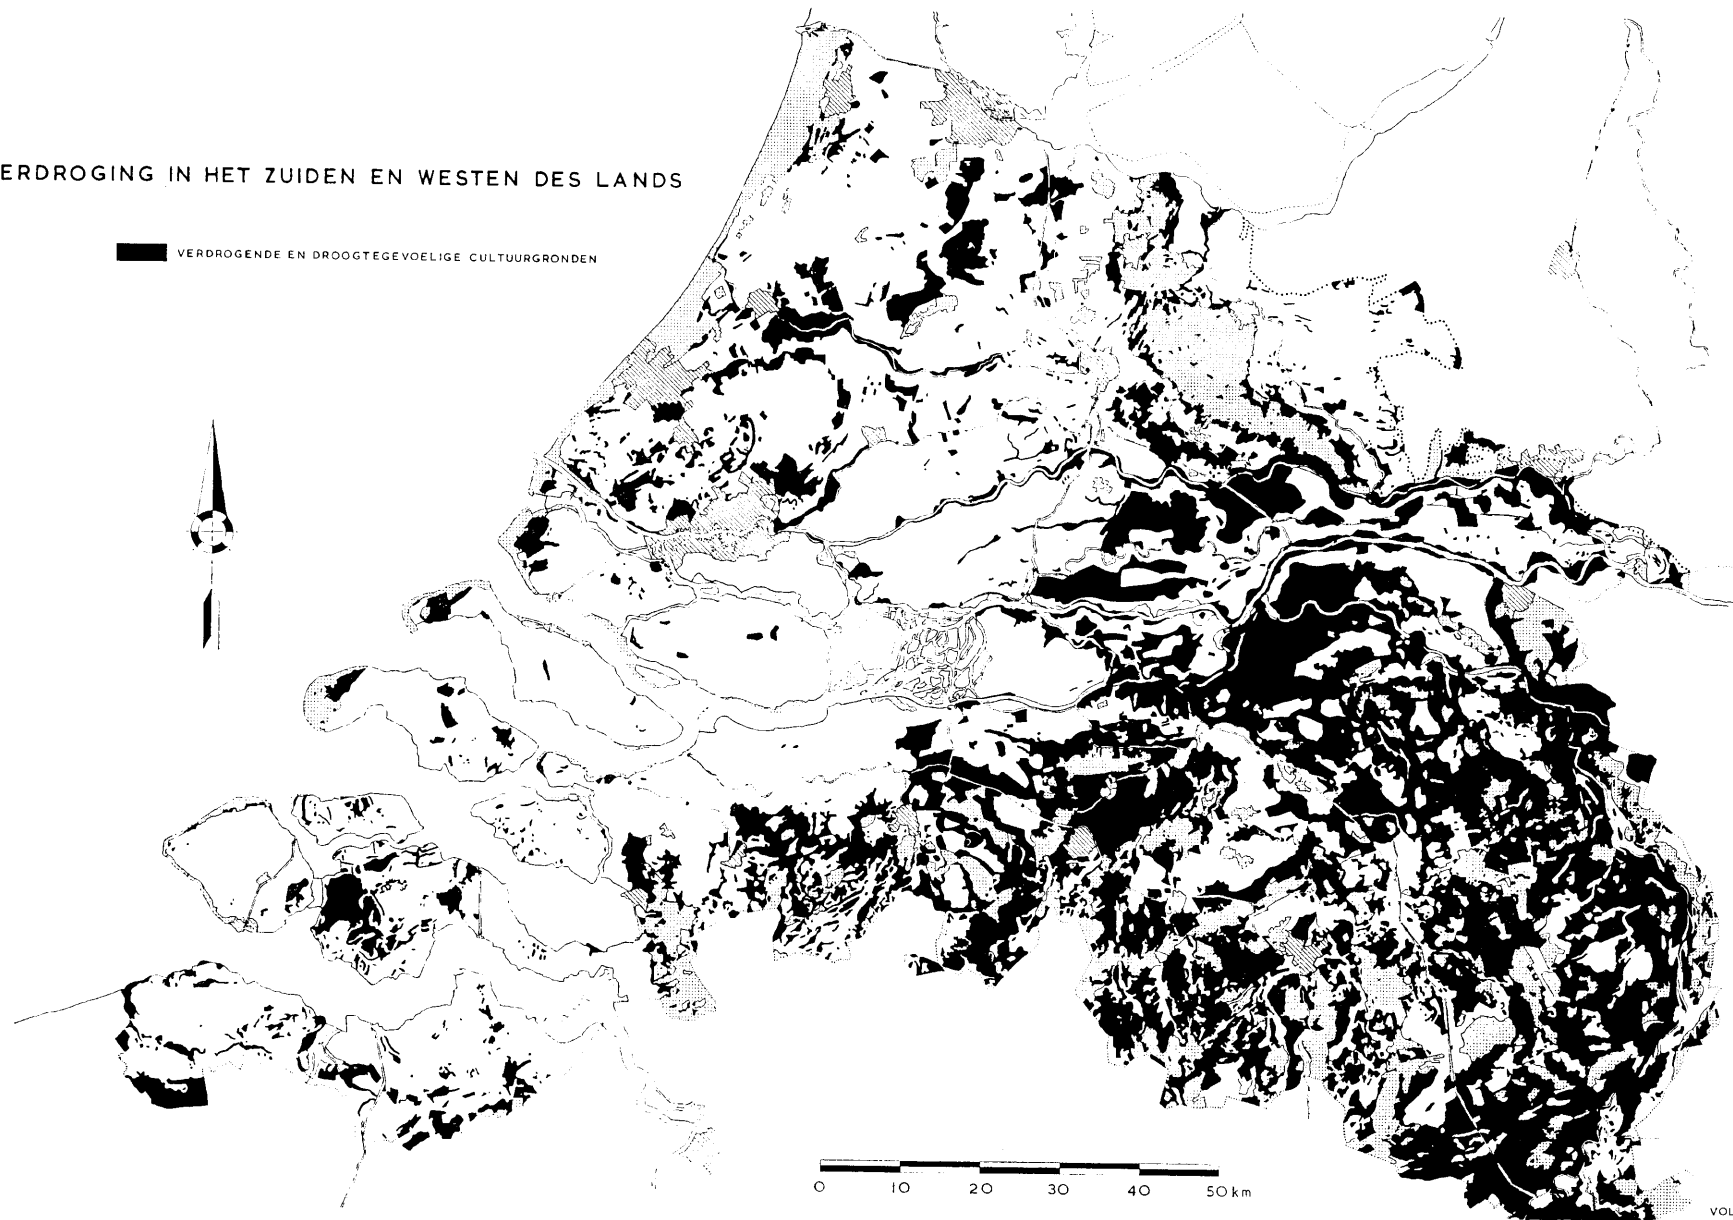 ERDROGING IN HET ZUIDEN EN WESTEN DES LANDS
VERDROGENDE EN DROOGTEGEVOELIGE CULTUURGRONDEN
0 10 20 30 40 50 km
VOL